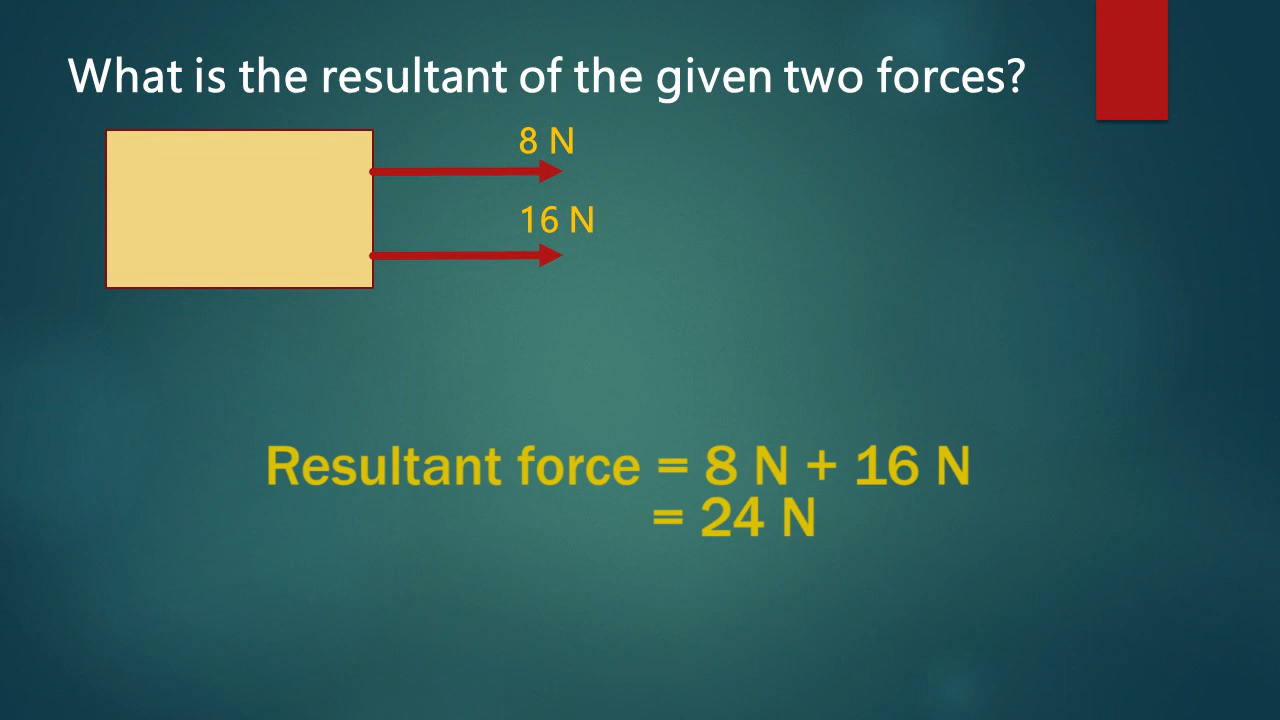 What is the resultant of the given two forces?
8 N
16 N
Resultant force = 8 N + 16 N
= 24 N